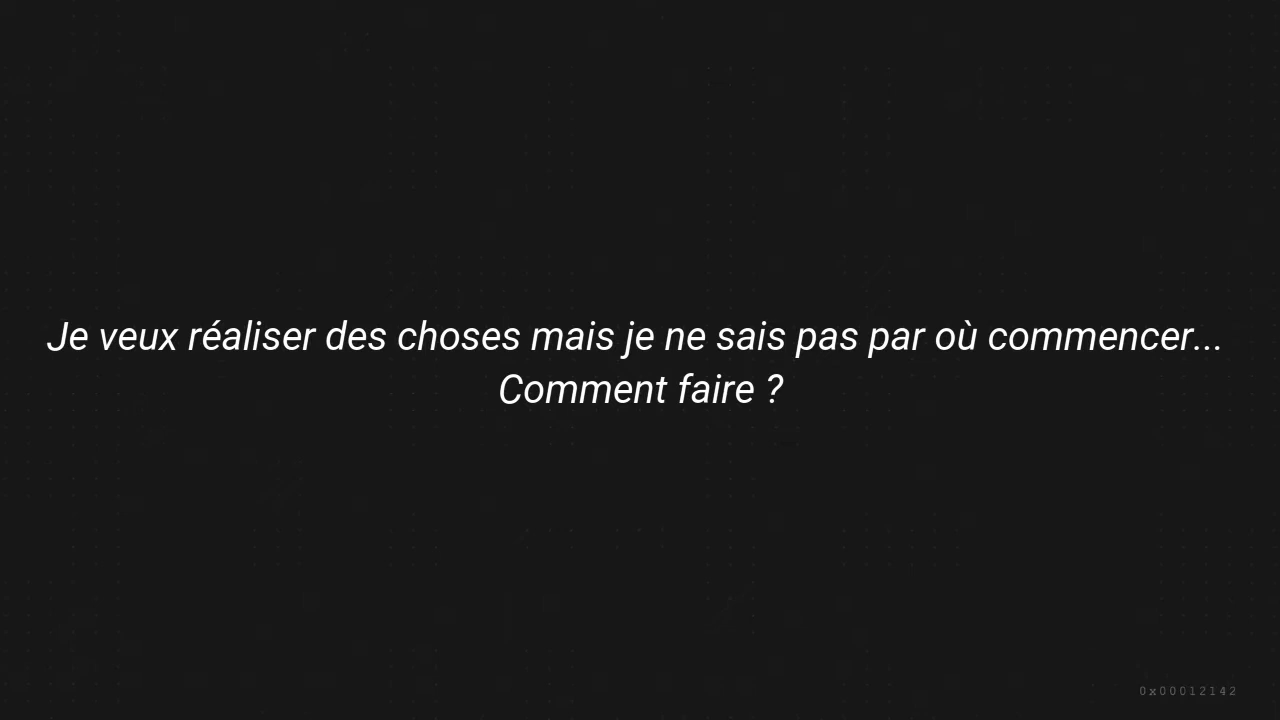 Je veux réaliser des choses mais je ne sais pas par où commencer...
Comment faire ?
0x00012142